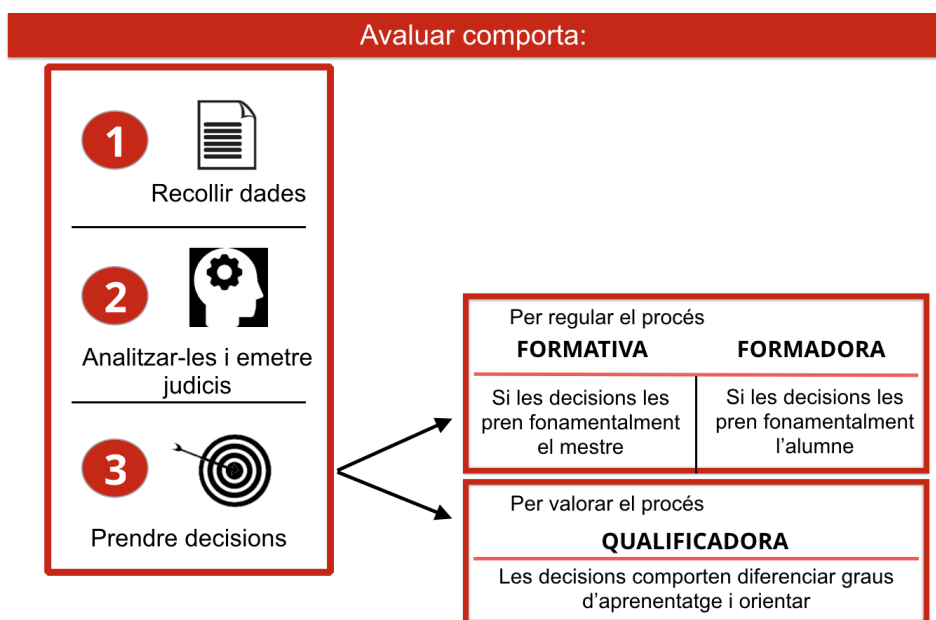 Avaluar comporta:
1
Recollir dades
2
Analitzar-les i emetre
judicis
3
Prendre decisions
Per regular el procés
FORMATIVA
FORMADORA
Si les decisions les
pren fonamentalment
el mestre
Si les decisions les
pren fonamentalment
l’alumne
Per valorar el procés
QUALIFICADORA
Les decisions comporten diferenciar graus
d’aprenentatge i orientar